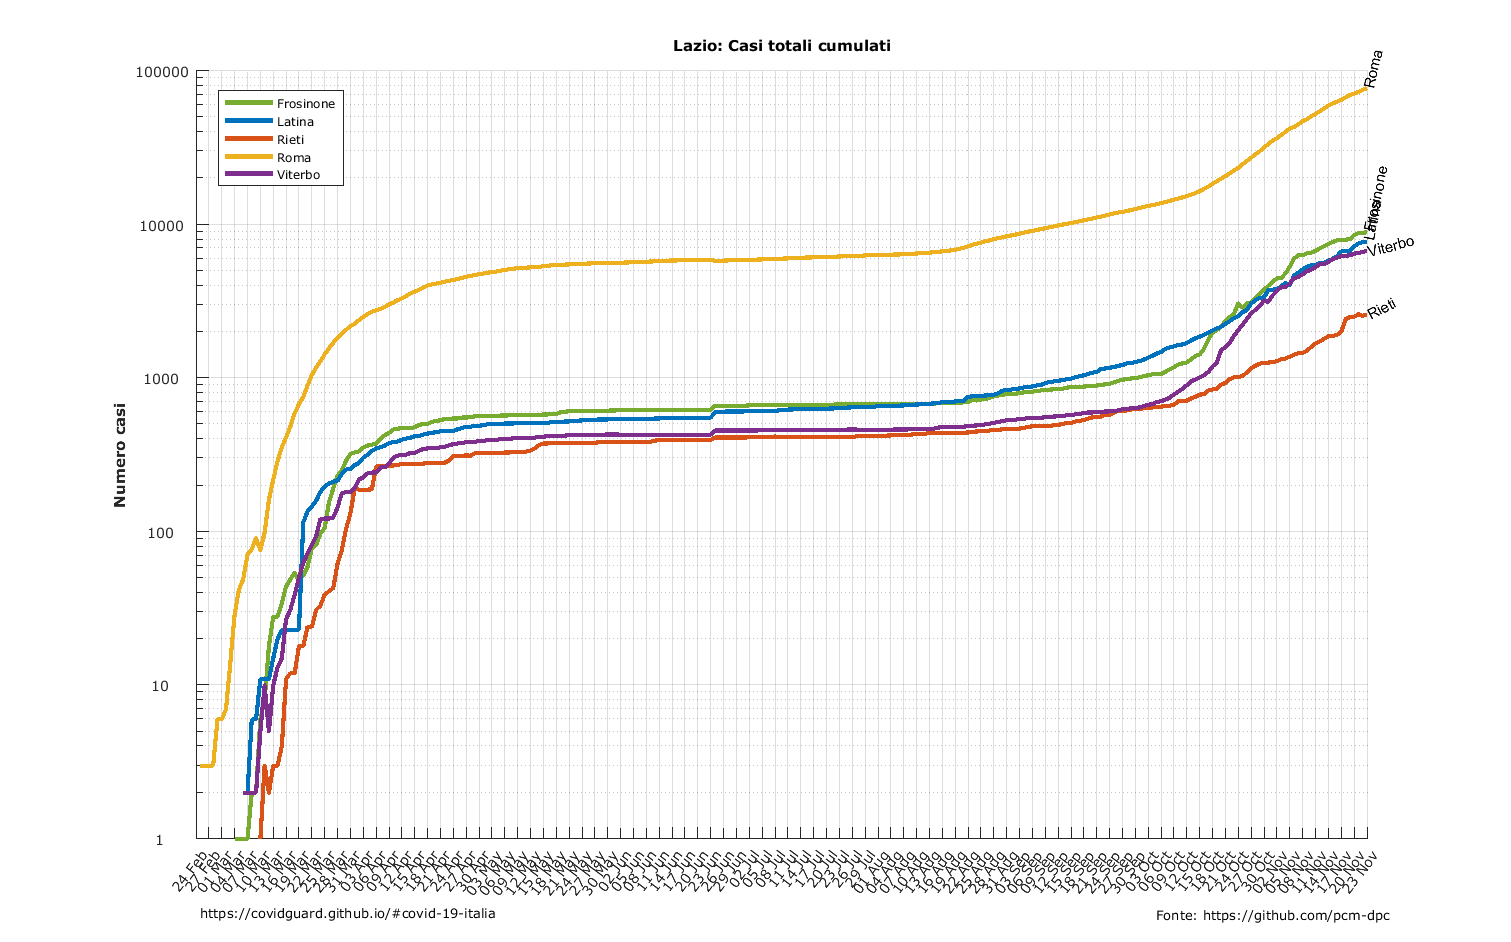 Lazio: Casi totali cumulati
Numero casi
100000
10000
1000
100
10
1
Frosinone
Latina
Rieti
Roma
Viterbo
Roma
Frosinone
Latina
Viterbo
Rieti
24 Feb
27 Feb
01 Mar
04 Mar
07 Mar
10 Mar
13 Mar
16 Mar
19 Mar
22 Mar
25 Mar
28 Mar
31 Mar
03 Apr
06 Apr
09 Apr
12 Apr
15 Apr
18 Apr
21 Apr
24 Apr
27 Apr
30 Apr
03 May
06 May
09 May
12 May
15 May
18 May
21 May
24 May
27 May
30 May
02 Jun
05 Jun
08 Jun
11 Jun
14 Jun
17 Jun
20 Jun
23 Jun
26 Jun
29 Jun
02 Jul
05 Jul
08 Jul
11 Jul
14 Jul
17 Jul
20 Jul
23 Jul
26 Jul
29 Jul
01 Aug
04 Aug
07 Aug
10 Aug
13 Aug
16 Aug
19 Aug
22 Aug
25 Aug
28 Aug
31 Aug
03 Sep
06 Sep
09 Sep
12 Sep
15 Sep
18 Sep
21 Sep
24 Sep
27 Sep
30 Sep
03 Oct
06 Oct
09 Oct
12 Oct
15 Oct
18 Oct
21 Oct
24 Oct
27 Oct
30 Oct
02 Nov
05 Nov
08 Nov
11 Nov
14 Nov
17 Nov
20 Nov
23 Nov
https://covidguard.github.io/#covid-19-italia
Fonte: https://github.com/pcm-dpc